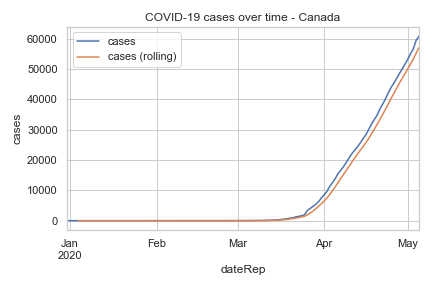 COVID-19 cases over time - Canada
cases
cases (rolling)
60000
50000
40000
30000
20000
10000
0
cases
Jan
2020
Feb
Mar
Apr
May
dateRep